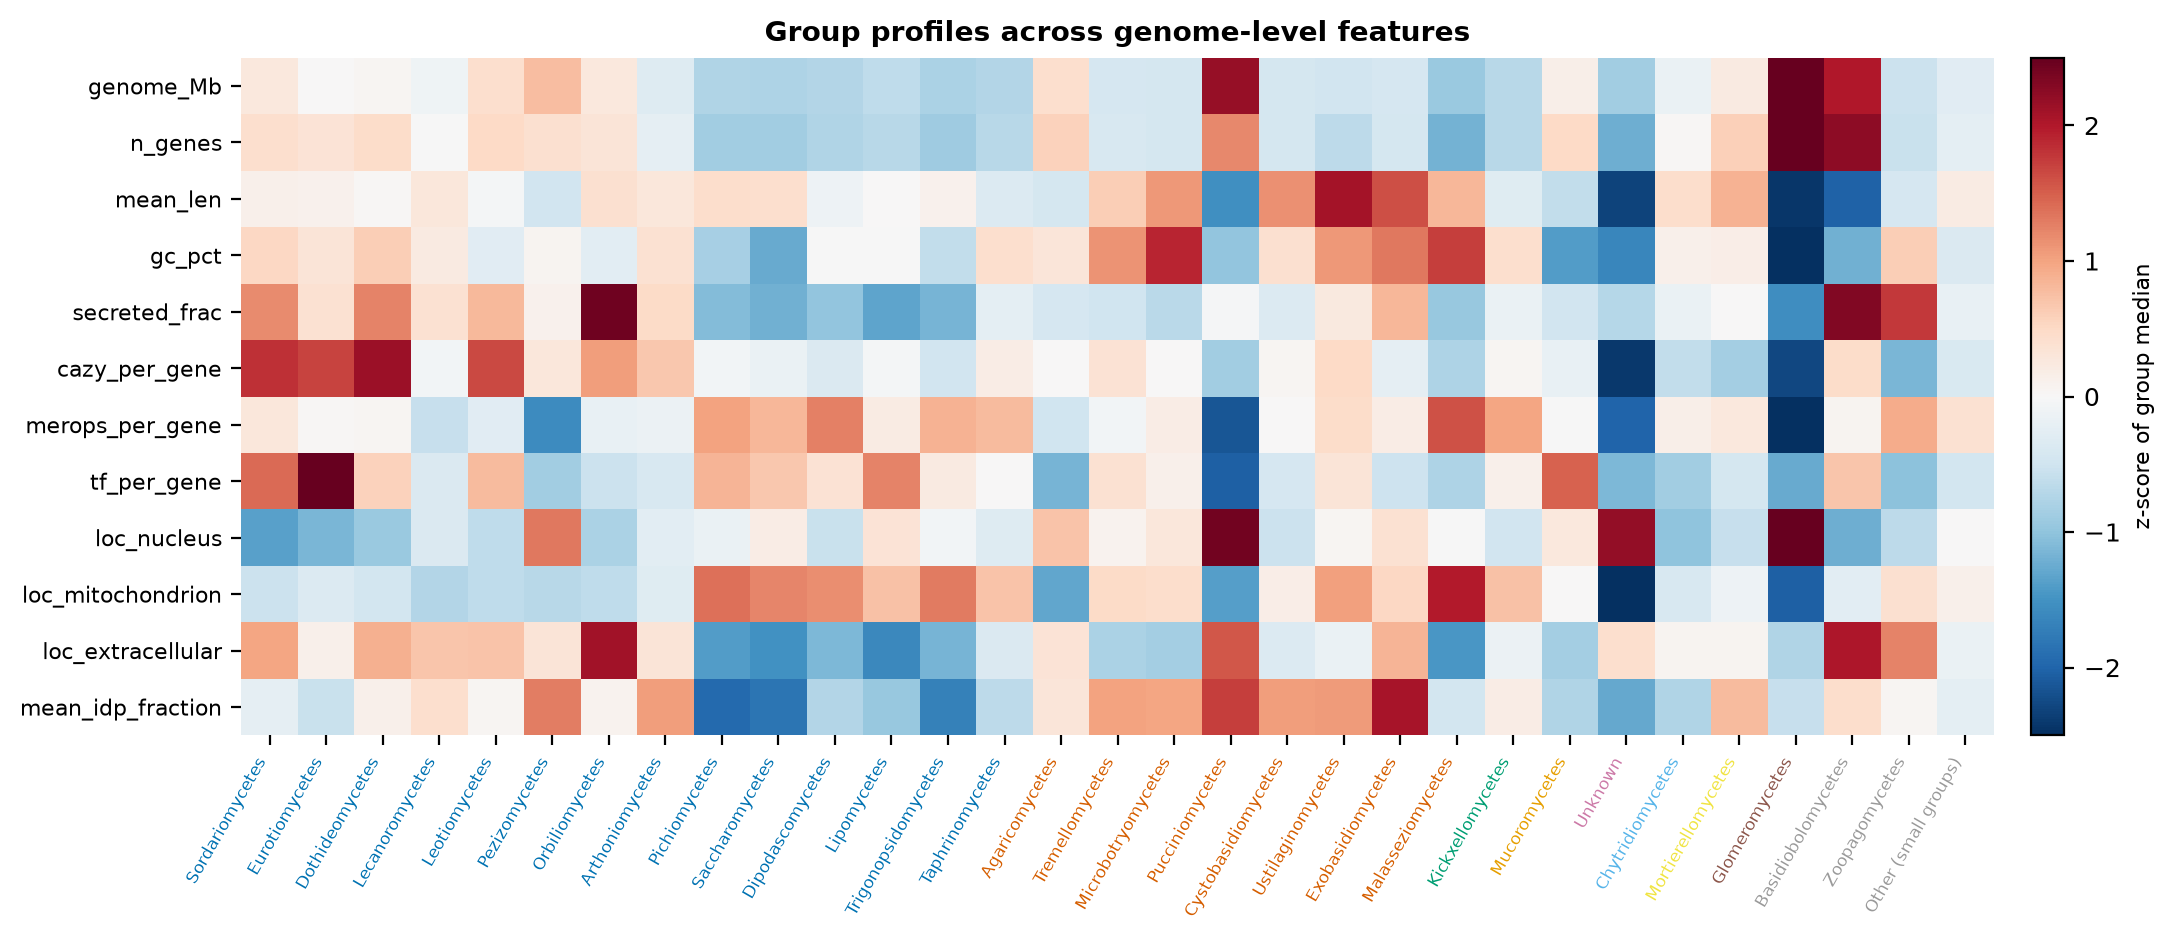 Group profiles across genome-level features
genome_Mb
n_genes
mean_len
gc_pct
secreted_frac
cazy_per_gene
merops_per_gene
tf_per_gene
loc_nucleus
loc_mitochondrion
loc_extracellular
mean_idp_fraction
Sordariomycetes
Eurotiomycetes
Dothideomycetes
Lecanoromycetes
Leotiomycetes
Pezizomycetes
Orbiliomycetes
Arthoniomycetes
Pichiomycetes
Saccharomycetes
Dipodascomycetes
Lipomycetes
Trigonopsidomycetes
Taphrinomycetes
Agaricomycetes
Tremellomycetes
Microbotryomycetes
Pucciniomycetes
Cystobasidiomycetes
Ustilaginomycetes
Exobasidiomycetes
Malasseziomycetes
Kickxellomycetes
Mucoromycetes
Unknown
Chytridiomycetes
Mortierellomycetes
Glomeromycetes
Basidiobolomycetes
Zoopagomycetes
Other (small groups)
2
1
0
−1
−2
z-score of group median